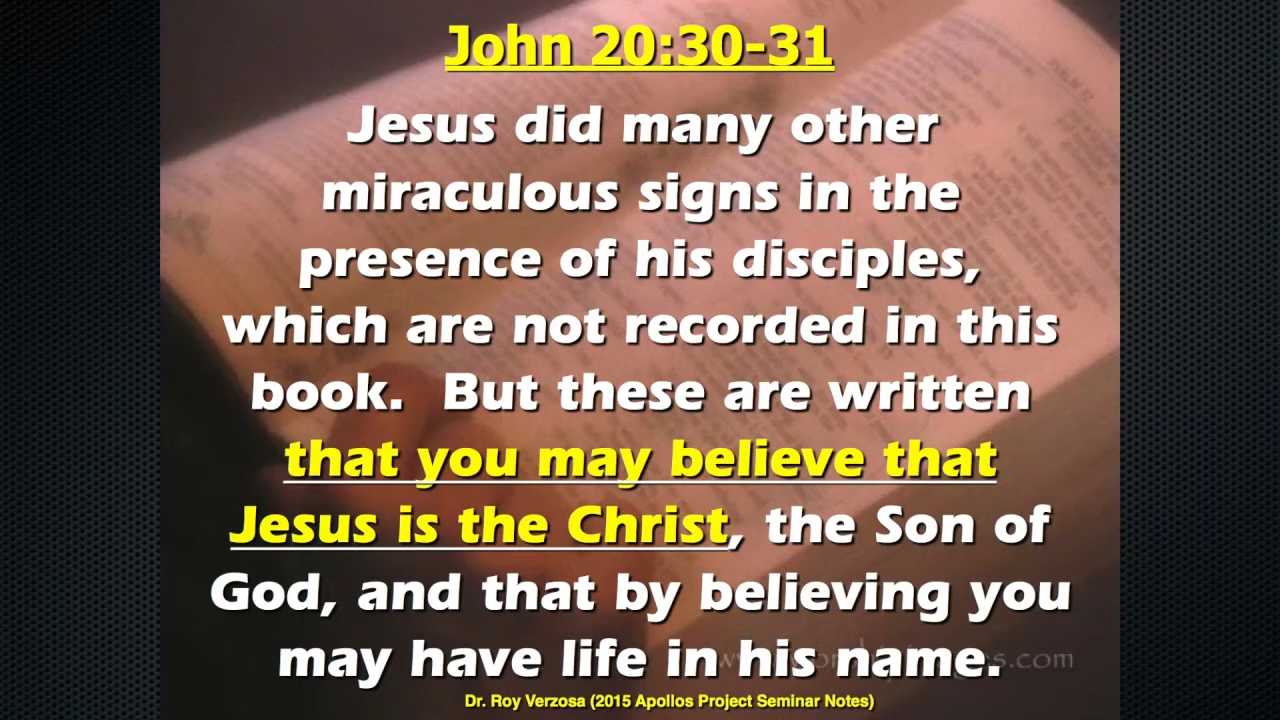 John 20:30-31
Jesus did many other
miraculous signs in the
presence of his disciples,
which are not recorded in this
book.  But these are written
that you may believe that
Jesus is the Christ, the Son of
God, and that by believing you
may have life in his name.
Dr. Roy Verzosa (2015 Apollos Project Seminar Notes)